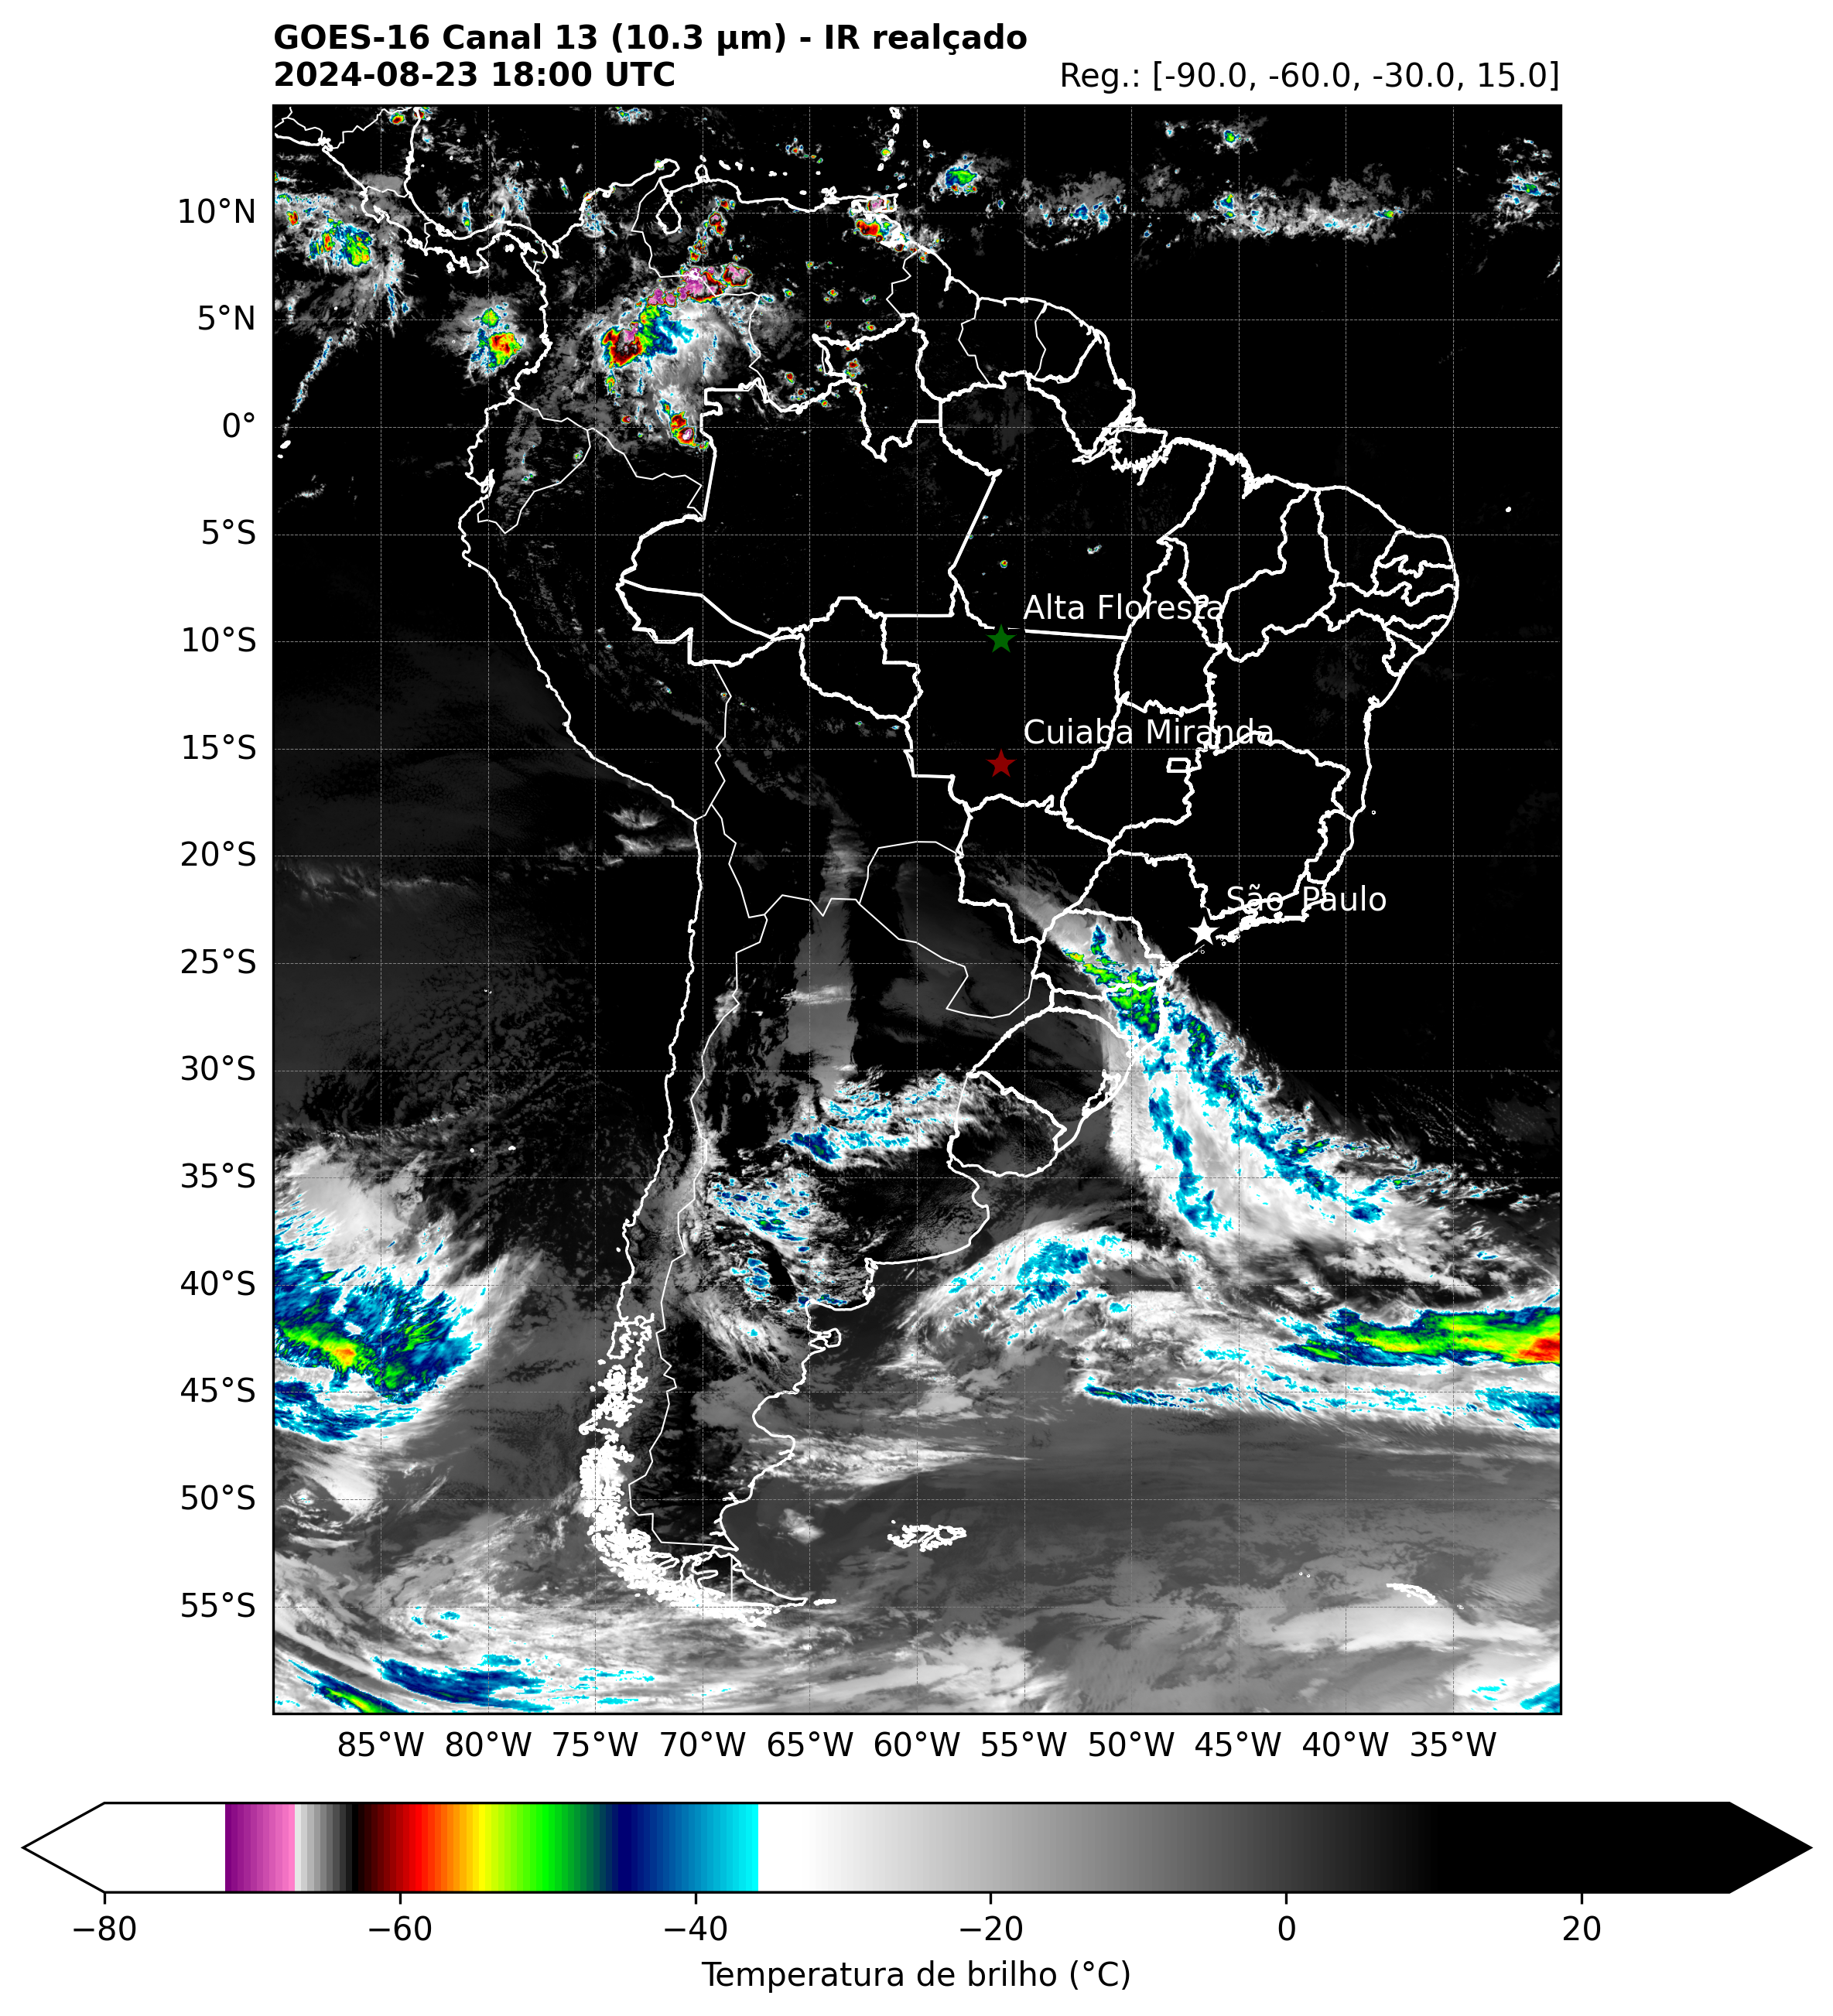 GOES-16 Canal 13 (10.3 µm) - IR realçado
2024-08-23 18:00 UTC
Reg.: [-90.0, -60.0, -30.0, 15.0]
10°N
5°N
0°
5°S
Alta Floresta
10°S
Cuiaba Miranda
15°S
20°S
São Paulo
25°S
30°S
35°S
40°S
45°S
50°S
55°S
85°W 80°W 75°W 70°W 65°W 60°W 55°W 50°W 45°W 40°W 35°W
−80 −60 −40 −20 0 20
Temperatura de brilho (°C)